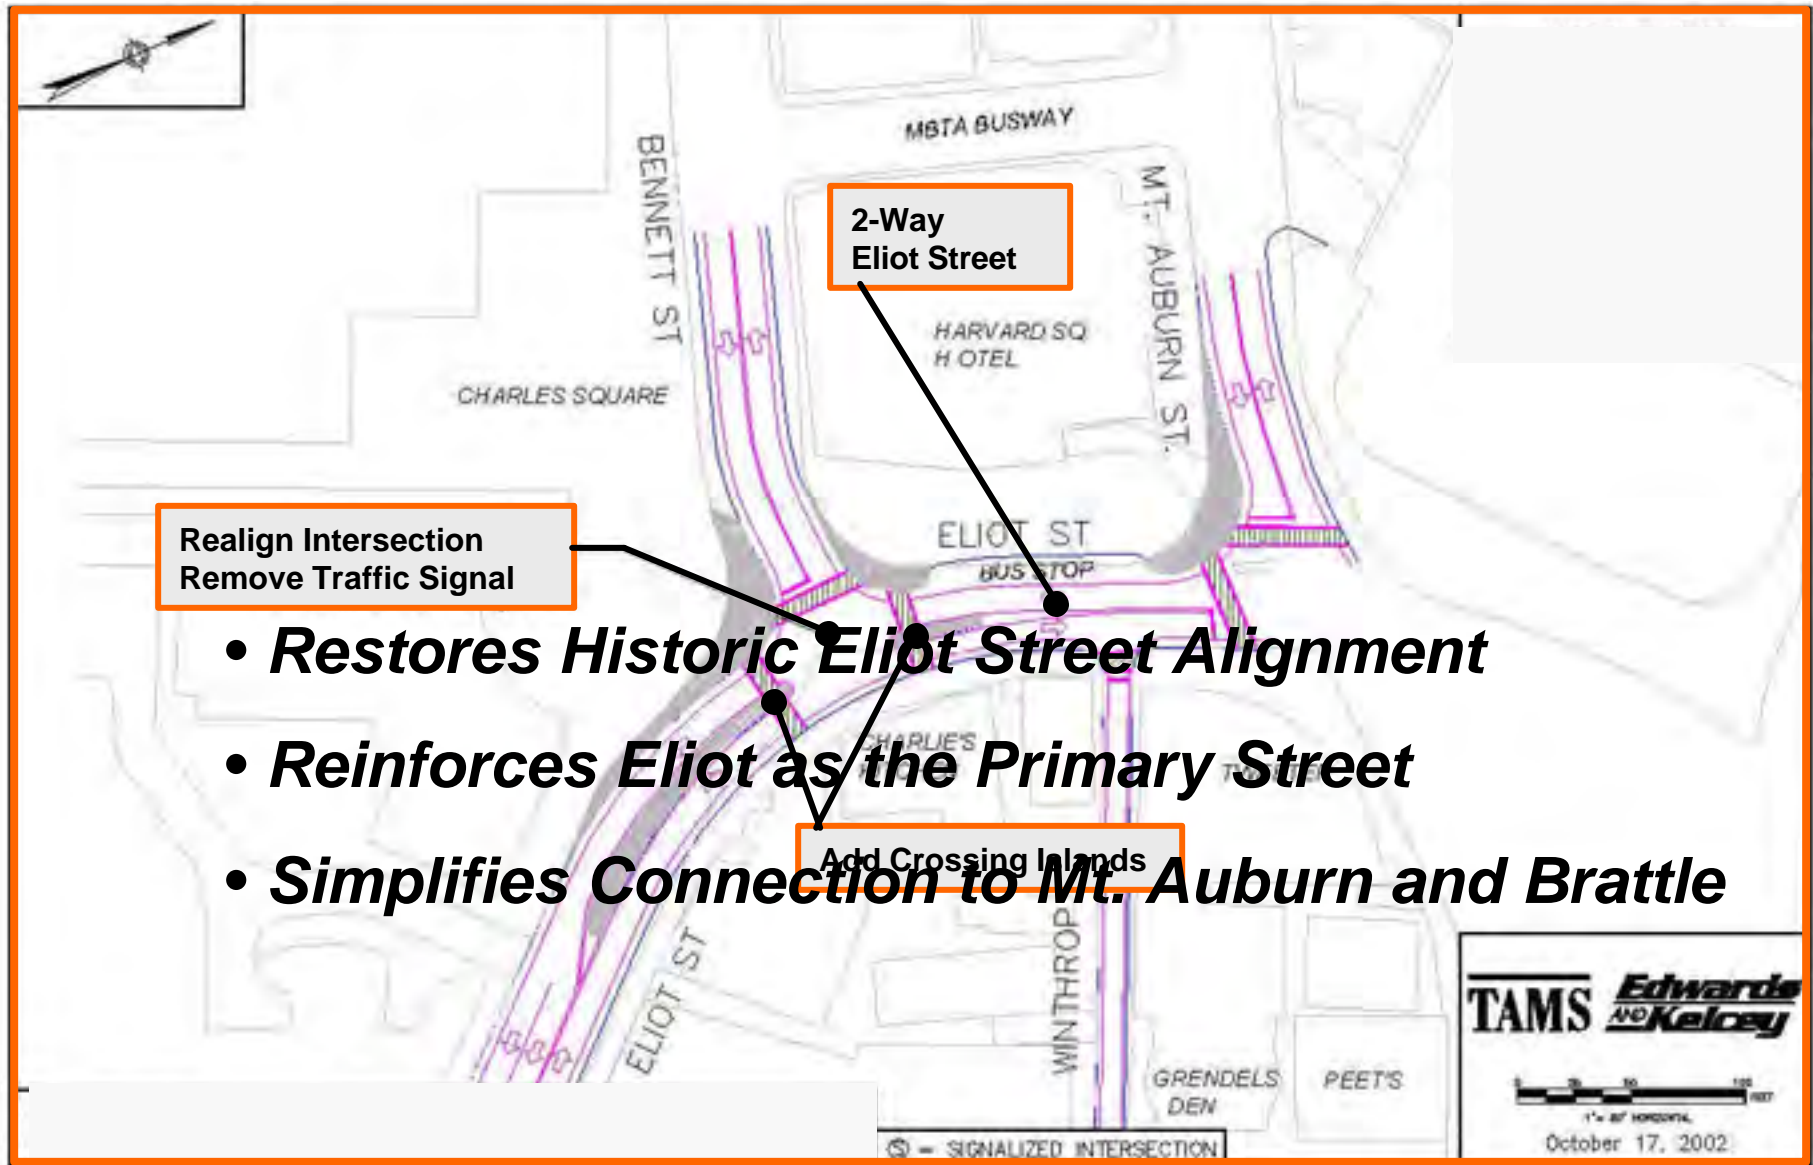 MBTA BUSWAY
BENNETT ST
MT. AUBURN ST.
2-Way
Eliot Street
HARVARD SQ
H OTEL
CHARLES SQUARE
Realign Intersection
Remove Traffic Signal
ELIOT ST
BUS STOP
• Restores Historic Eliot Street Alignment
CHARLIE'S
• Reinforces Eliot as the Primary Street
Add Crossing Islands
• Simplifies Connection to Mt. Auburn and Brattle
ELIOT ST
WINTHROP
GRENDELS
DEN
PEET'S
TAMS Edwards
AND Kelcey
0 100
October 17, 2002
Ⓢ = SIGNALIZED INTERSECTION